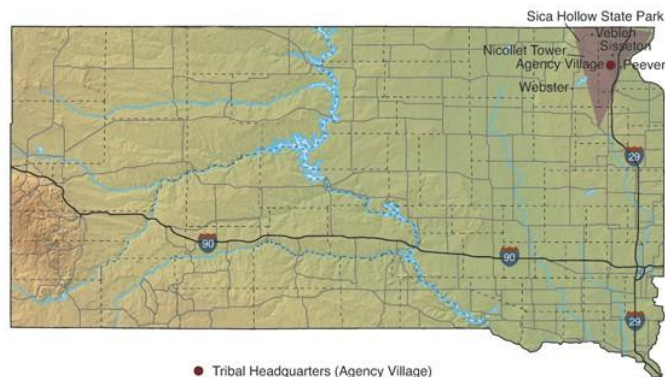 Sica Hollow State Park
Veblen
Sisseton
Nicollet Tower
Agency Village
Peever
Webster
29
90
90
29
Tribal Headquarters (Agency Village)